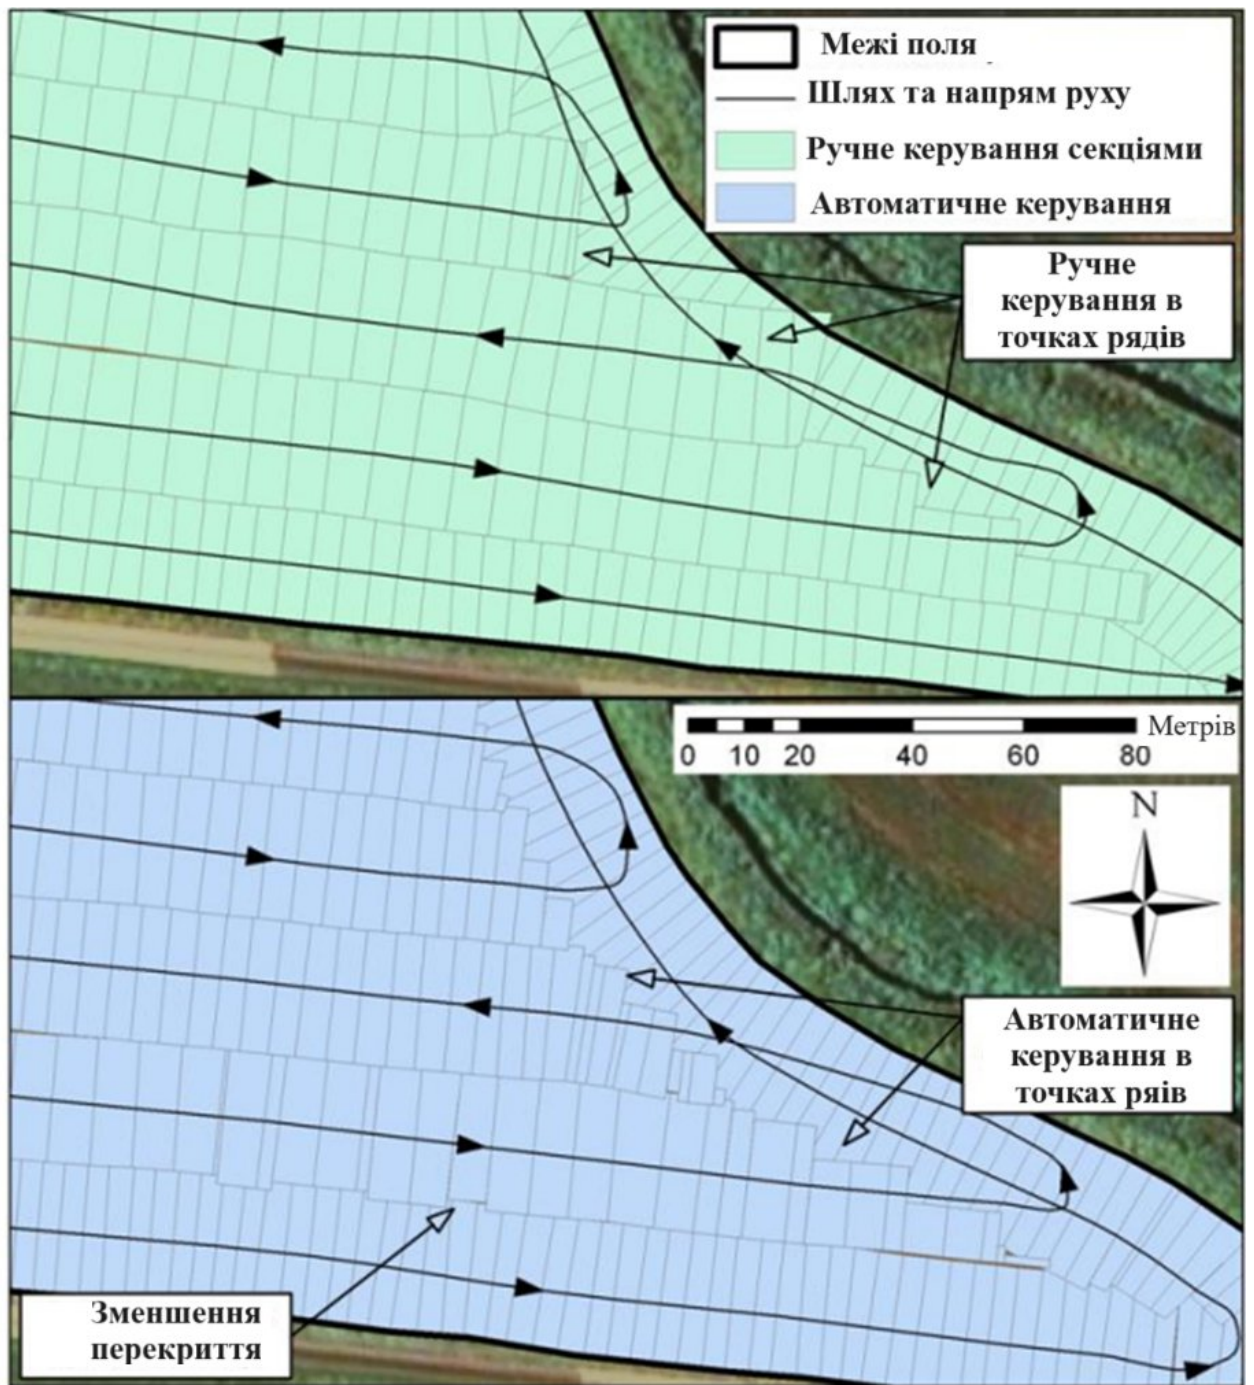 Межі поля
Шлях та напрям руху
Ручне керування секціями
Автоматичне керування
Ручне
керування в
точках рядів
Метрів
0 10 20 40 60 80
N
Автоматичне
керування в
точках ряів
Зменшення
перекриття